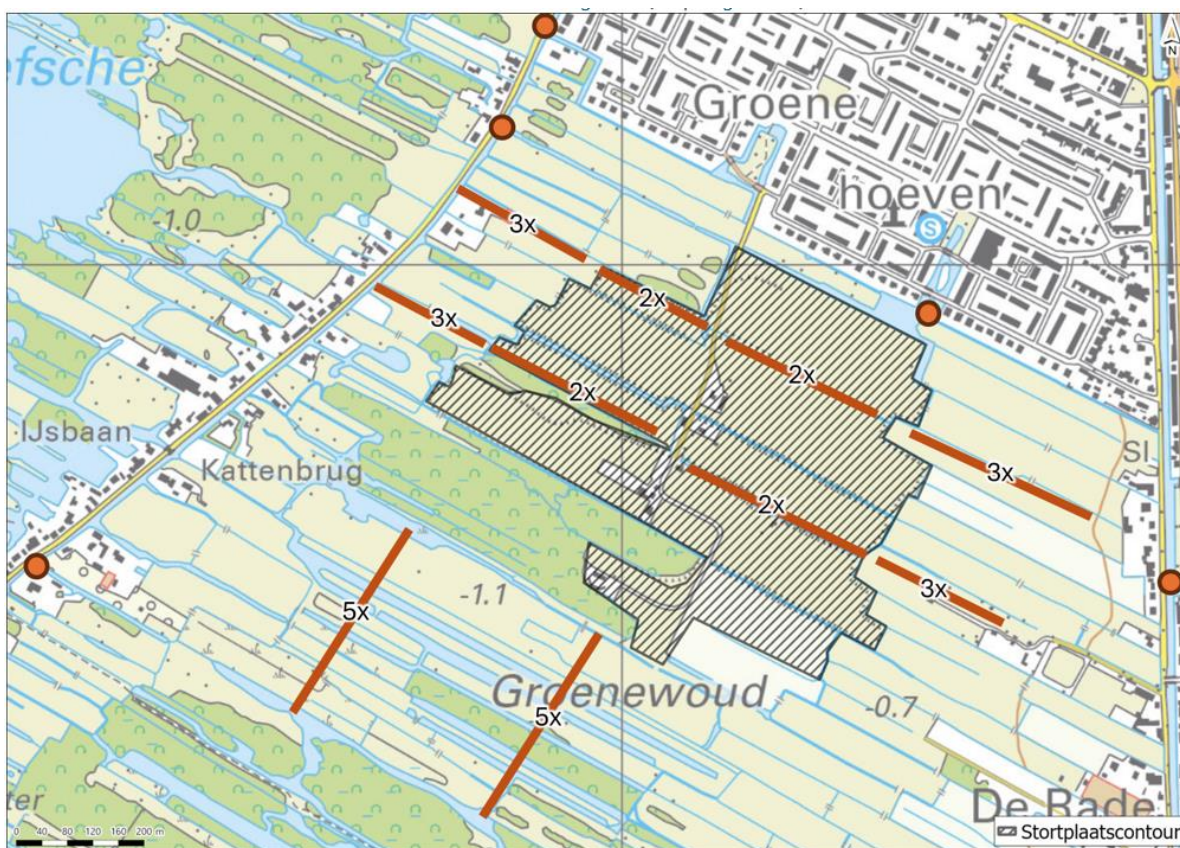 efsche
Groene
hoeven
S
-1.0
3x
2x
3x
2x
2x
3x
IJsbaan
Kattenbrug
Sl
2x
3x
5x
-1.1
Groenewoud
5x
-0.7
ter
De Rade
0 40 80 120 160 200 m
Stortplaatscontour
N